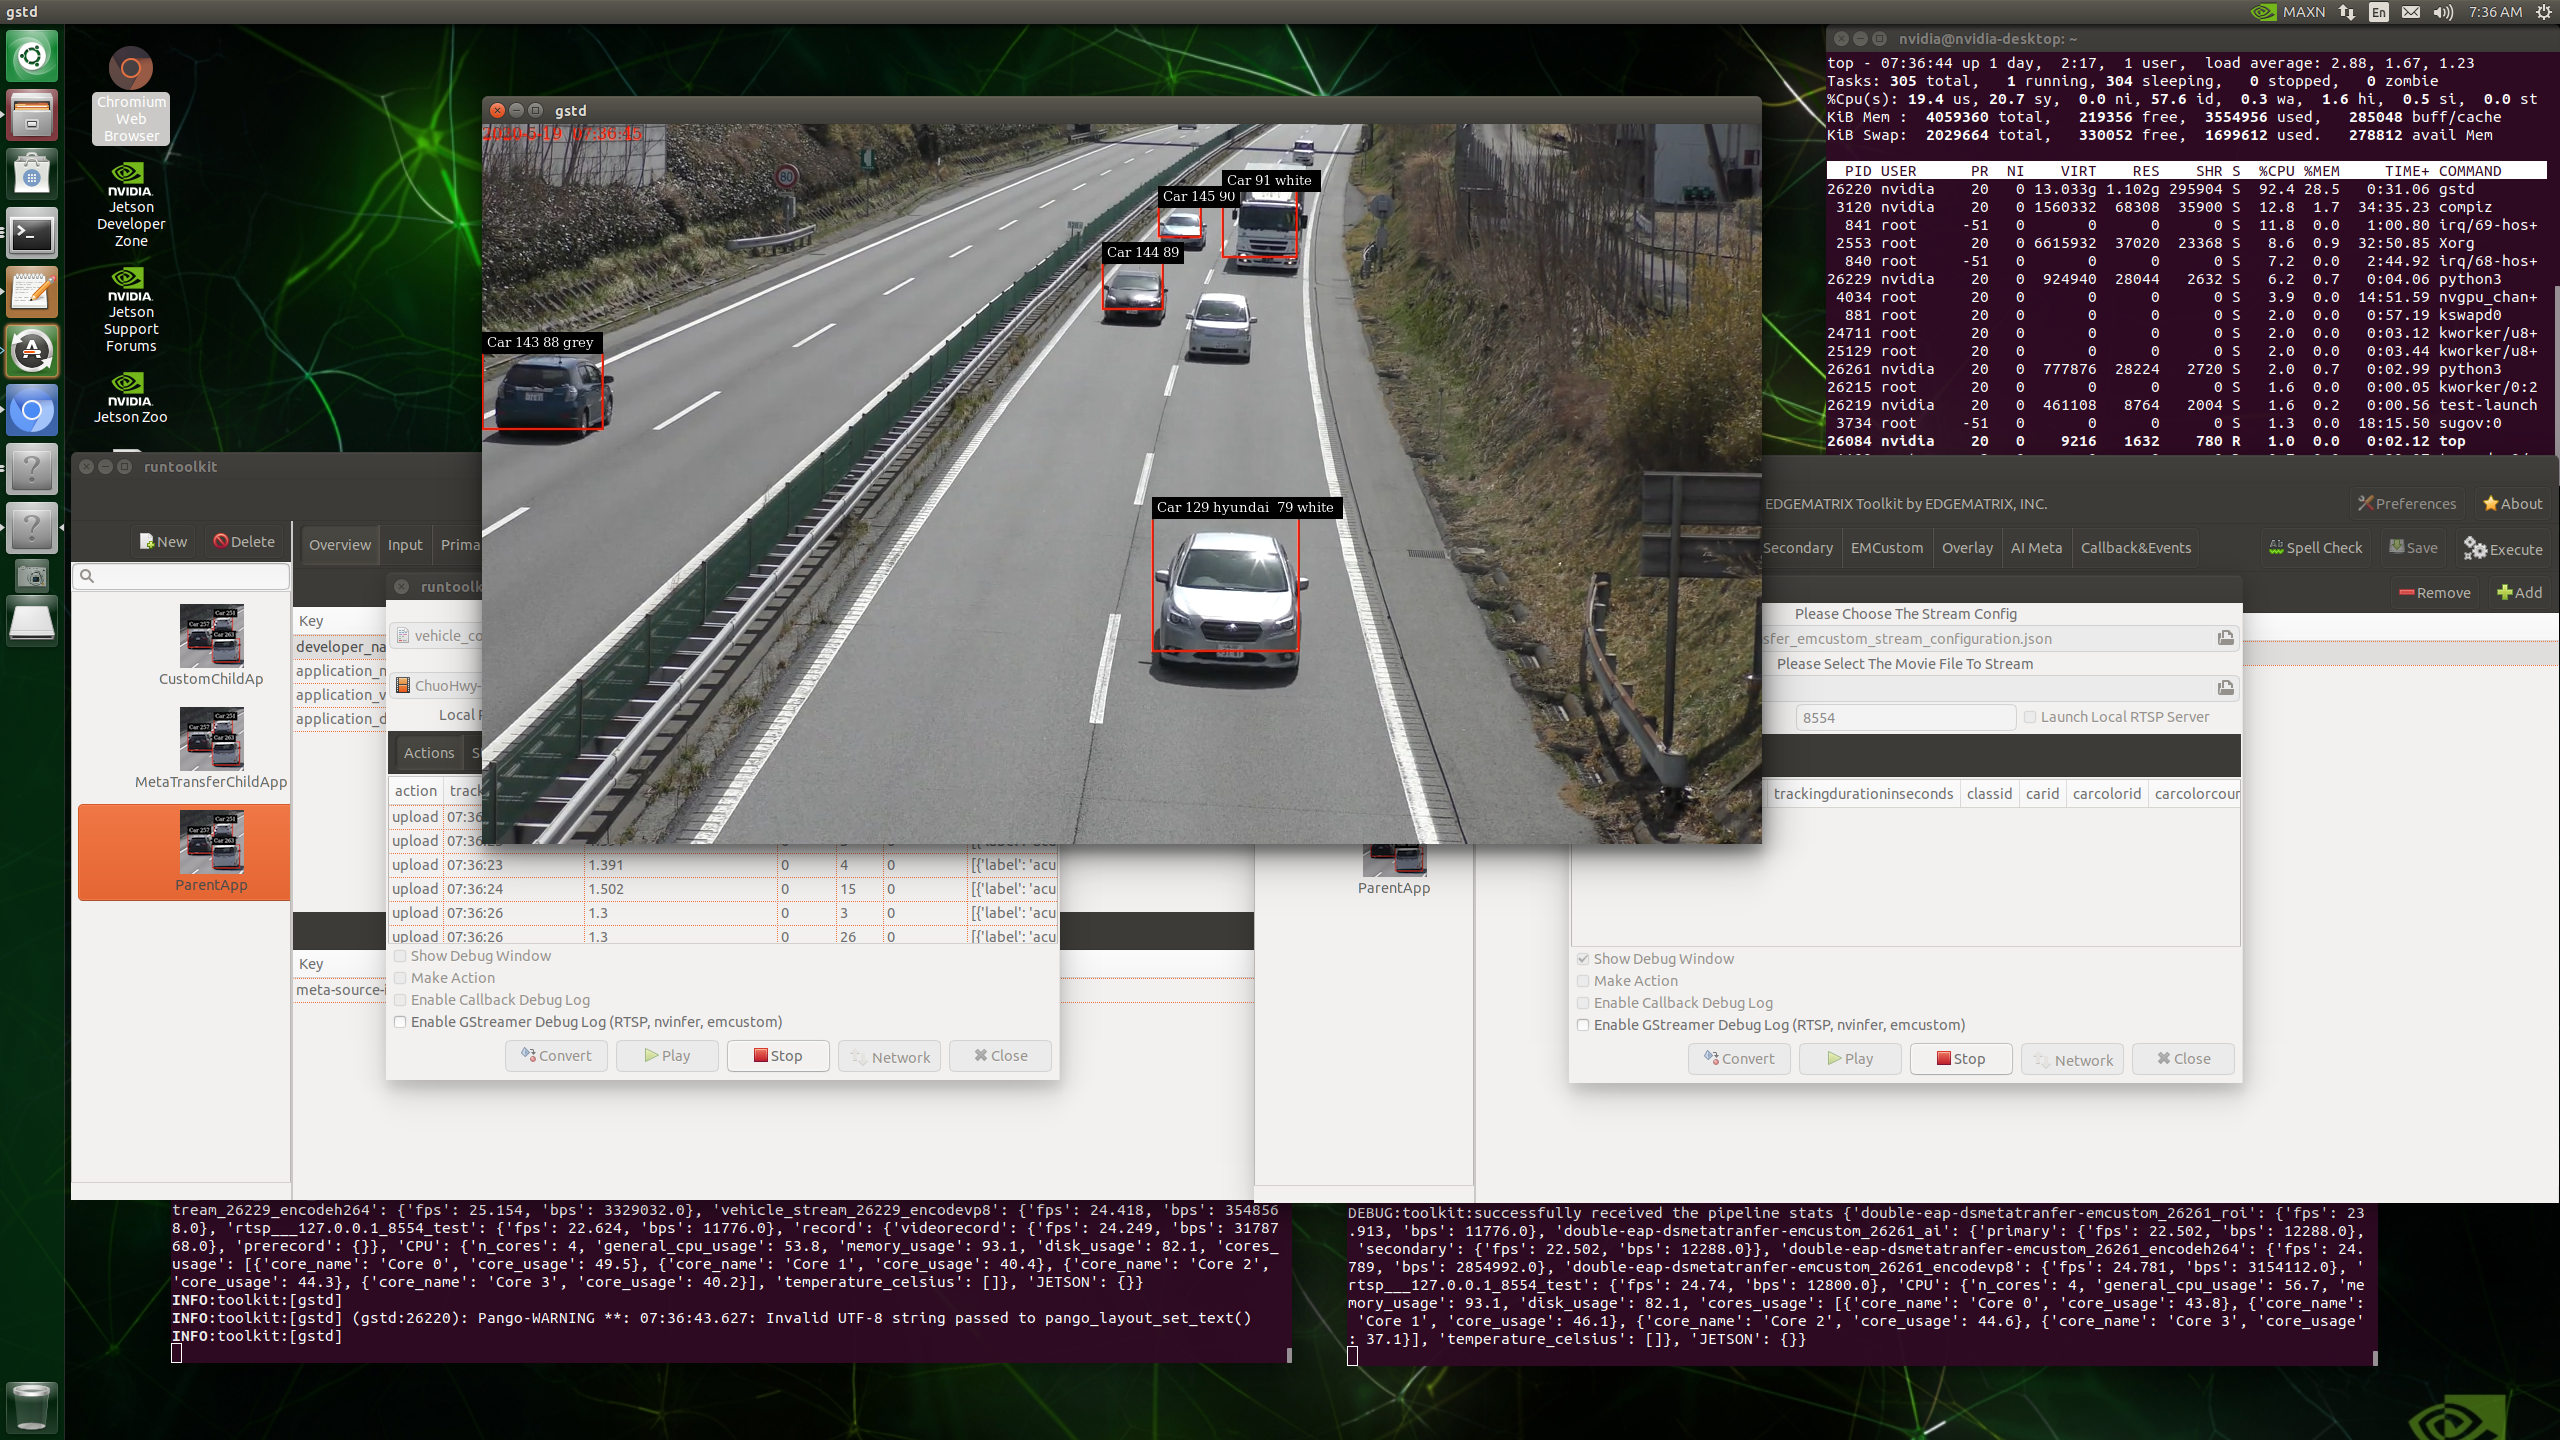 gstd
MAXN
En
7:36 AM
Chromium
Web
Browser
NVIDIA.
Jetson
Developer
Zone
NVIDIA.
Jetson
Support
Forums
NVIDIA.
Jetson Zoo
nvidia@nvidia-desktop: ~
top - 07:36:44 up 1 day,  2:17,  1 user,  load average: 2.88, 1.67, 1.23
Tasks: 305 total,   1 running, 304 sleeping,   0 stopped,   0 zombie
%Cpu(s): 19.4 us, 20.7 sy,  0.0 ni, 57.6 id,  0.3 wa,  1.6 hi,  0.5 si,  0.0 st
KiB Mem :  4059360 total,   219356 free,  3554956 used,   285048 buff/cache
KiB Swap:  2029664 total,   330052 free,  1699612 used.   278812 avail Mem
PID USER PR NI VIRT RES SHR S %CPU %MEM TIME+ COMMAND
26220 nvidia 20 0 13.033g 1.102g 295904 S 92.4 28.5 0:31.06 gstd
3120 nvidia 20 0 1560332 68308 35900 S 12.8 1.7 34:35.23 compiz
841 root -51 0 0 0 0 S 11.8 0.0 1:00.80 irq/69-hos+
2553 root 20 0 6615932 37020 23368 S 8.6 0.9 32:50.85 Xorg
840 root -51 0 0 0 0 S 7.2 0.0 2:44.92 irq/68-hos+
26229 nvidia 20 0 924940 28044 2632 S 6.2 0.7 0:04.06 python3
4034 root 20 0 0 0 0 S 3.9 0.0 14:51.59 nvgpu_chan+
881 root 20 0 0 0 0 S 2.0 0.0 0:57.19 kswapd0
24711 root 20 0 0 0 0 S 2.0 0.0 0:03.12 kworker/u8+
25129 root 20 0 0 0 0 S 2.0 0.0 0:03.44 kworker/u8+
26261 nvidia 20 0 777876 28224 2720 S 2.0 0.7 0:02.99 python3
26215 root 20 0 0 0 0 S 1.6 0.0 0:00.05 kworker/0:2
26219 nvidia 20 0 461108 8764 2004 S 1.6 0.2 0:00.56 test-launch
3734 root -51 0 0 0 0 S 1.3 0.0 18:15.50 sugov:0
26084 nvidia 20 0 9216 1632 780 R 1.0 0.0 0:02.12 top
gstd
2020-5-19 07:36:45
80
Car 91 white
Car 145 90
Car 144 89
Car 143 88 grey
Car 129 hyundai  79 white
runtoolkit
New
Delete
Overview
Input
Prima
CustomChildAp
MetaTransferChildApp
ParentApp
Key
developer_na
application_n
application_v
application_d
Key
meta-source-i
runtoolk
vehicle_co
ChuoHwy-
Local
Actions
S
action
track
upload 07:36
upload
upload 07:36:23 1.391 0 4 0 [{'label': 'acu
upload 07:36:24 1.502 0 15 0 [{'label': 'acu
upload 07:36:26 1.3 0 3 0 [{'label': 'acu
upload 07:36:26 1.3 0 26 0 [{'label': 'acu
Show Debug Window
Make Action
Enable Callback Debug Log
Enable GStreamer Debug Log (RTSP, nvinfer, emcustom)
Convert
Play
Stop
Network
Close
EDGEMATRIX Toolkit by EDGEMATRIX, INC.
Preferences
About
Secondary
EMCustom
Overlay
AI Meta
Callback&Events
Spell Check
Save
Execute
Remove
Add
Please Choose The Stream Config
sfer_emcustom_stream_configuration.json
Please Select The Movie File To Stream
8554
Launch Local RTSP Server
trackingdurationinseconds
classid
carid
carcolorid
carcolorcour
ParentApp
Show Debug Window
Make Action
Enable Callback Debug Log
Enable GStreamer Debug Log (RTSP, nvinfer, emcustom)
Convert
Play
Stop
Network
Close
tream_26229_encodeh264': {'fps': 25.154, 'bps': 3329032.0}, 'vehicle_stream_26229_encodevp8': {'fps': 24.418, 'bps': 354856
8.0}, 'rtsp___127.0.0.1_8554_test': {'fps': 22.624, 'bps': 11776.0}, 'record': {'videorecord': {'fps': 24.249, 'bps': 31787
68.0}, 'prerecord': {}}, 'CPU': {'n_cores': 4, 'general_cpu_usage': 53.8, 'memory_usage': 93.1, 'disk_usage': 82.1, 'cores_
usage': [{'core_name': 'Core 0', 'core_usage': 49.5}, {'core_name': 'Core 1', 'core_usage': 40.4}, {'core_name': 'Core 2',
'core_usage': 44.3}, {'core_name': 'Core 3', 'core_usage': 40.2}], 'temperature_celsius': []}, 'JETSON': {}}
INFO:toolkit:[gstd]
INFO:toolkit:[gstd] (gstd:26220): Pango-WARNING **: 07:36:43.627: Invalid UTF-8 string passed to pango_layout_set_text()
INFO:toolkit:[gstd]
DEBUG:toolkit:successfully received the pipeline stats {'double-eap-dsmetatranfer-emcustom_26261_roi': {'fps': 23
.913, 'bps': 11776.0}, 'double-eap-dsmetatranfer-emcustom_26261_ai': {'primary': {'fps': 22.502, 'bps': 12288.0},
'secondary': {'fps': 22.502, 'bps': 12288.0}}, 'double-eap-dsmetatranfer-emcustom_26261_encodeh264': {'fps': 24.
789, 'bps': 2854992.0}, 'double-eap-dsmetatranfer-emcustom_26261_encodevp8': {'fps': 24.781, 'bps': 3154112.0}, '
rtsp___127.0.0.1_8554_test': {'fps': 24.74, 'bps': 12800.0}, 'CPU': {'n_cores': 4, 'general_cpu_usage': 56.7, 'me
mory_usage': 93.1, 'disk_usage': 82.1, 'cores_usage': [{'core_name': 'Core 0', 'core_usage': 43.8}, {'core_name':
'Core 1', 'core_usage': 46.1}, {'core_name': 'Core 2', 'core_usage': 44.6}, {'core_name': 'Core 3', 'core_usage'
: 37.1}], 'temperature_celsius': []}, 'JETSON': {}}